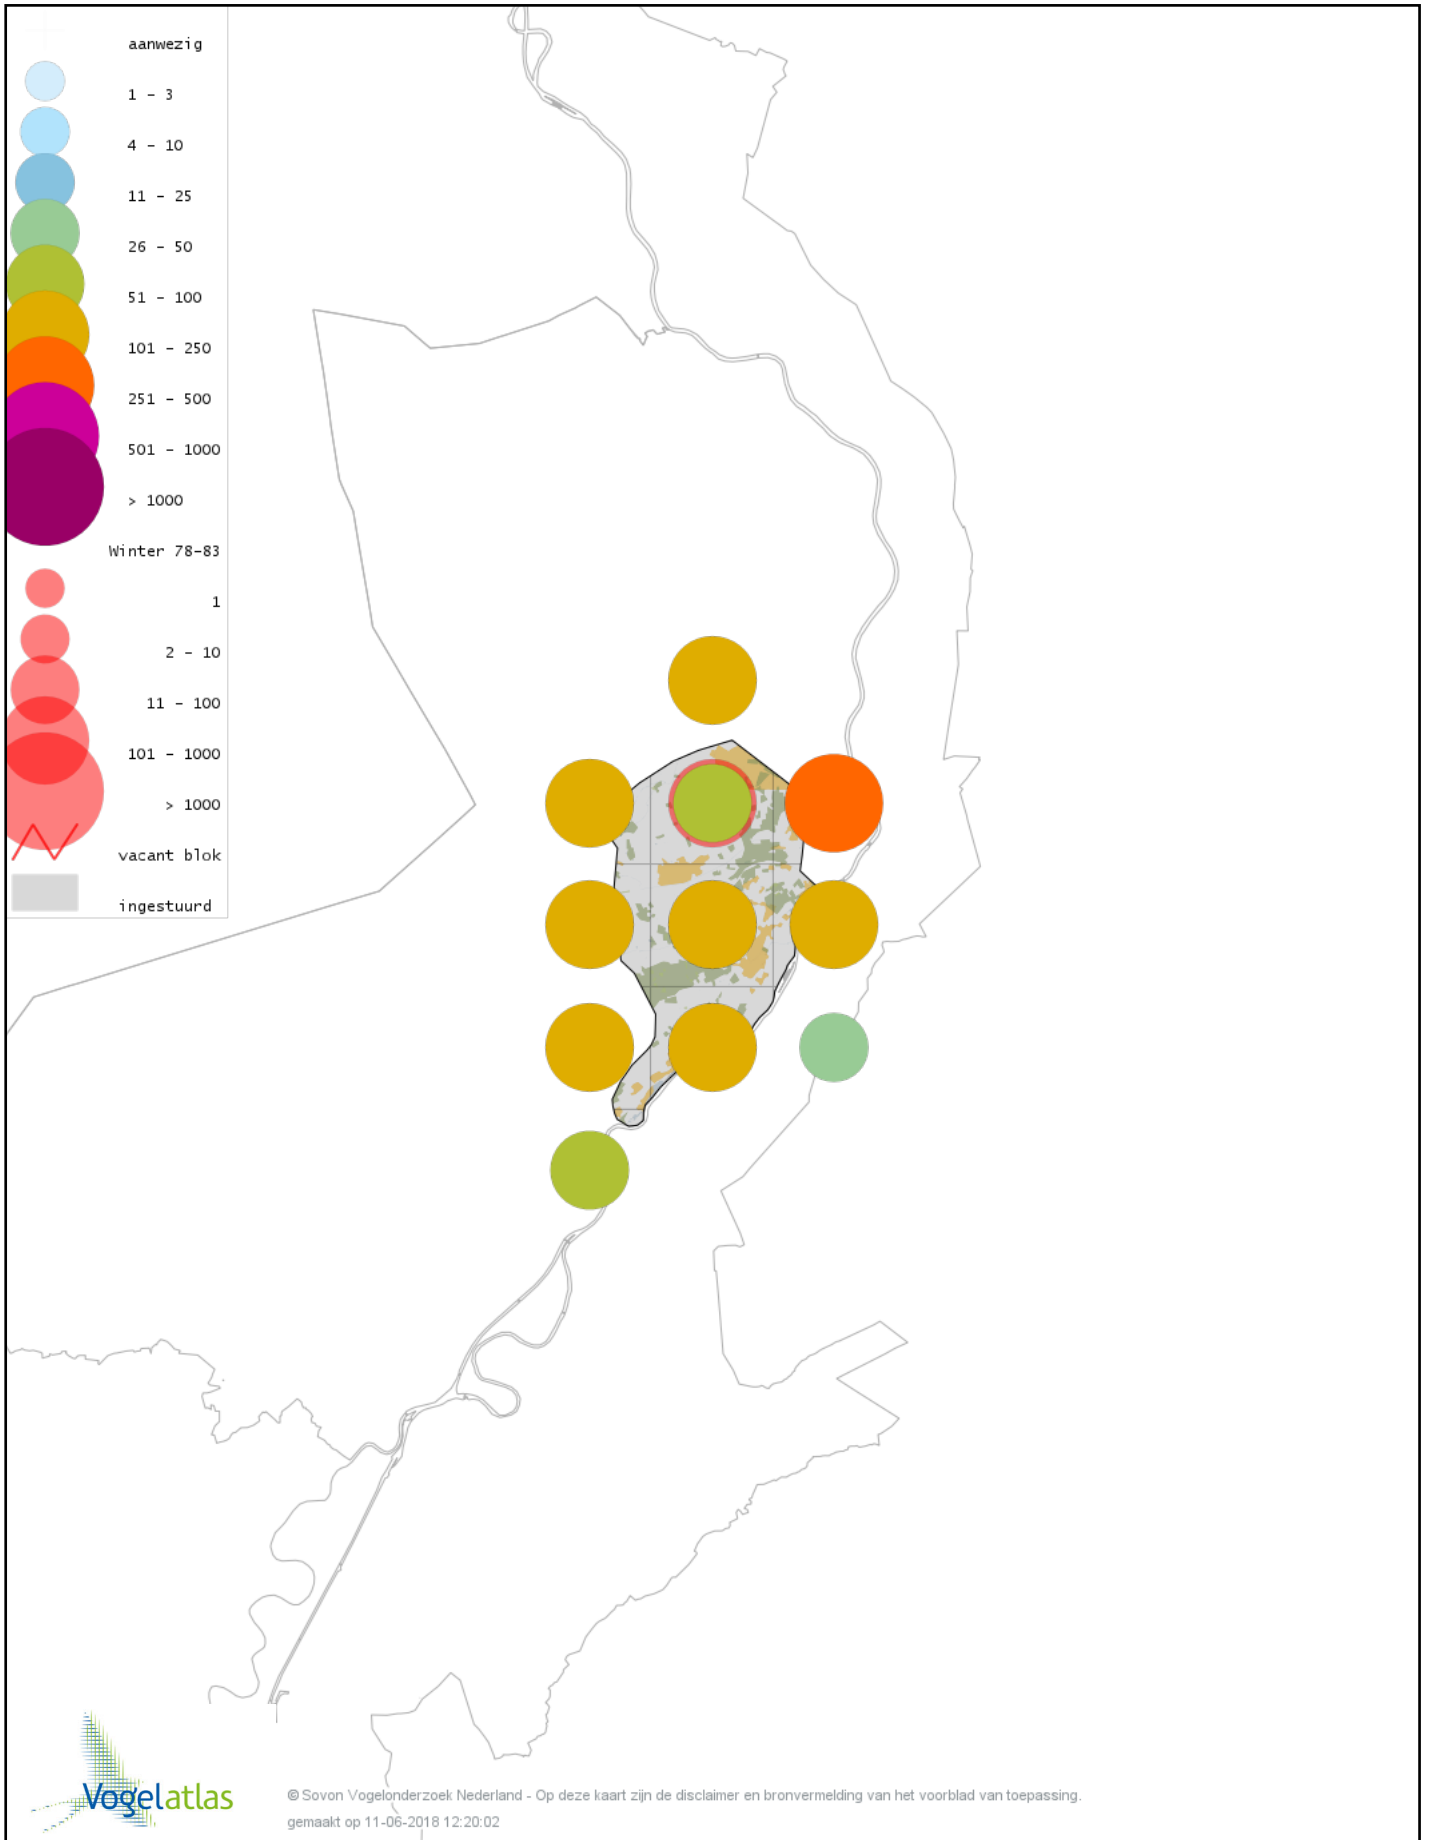 aanwezig
1 - 3
4 - 10
11 - 25
26 - 50
51 - 100
101 - 250
251 - 500
501 - 1000
> 1000
Winter 78-83
1
2 - 10
11 - 100
101 - 1000
> 1000
vacant blok
ingestuurd
Vogelatlas
© Sovon Vogelonderzoek Nederland - Op deze kaart zijn de disclaimer en bronvermelding van het voorblad van toepassing.
gemaakt op 11-06-2018 12:20:02